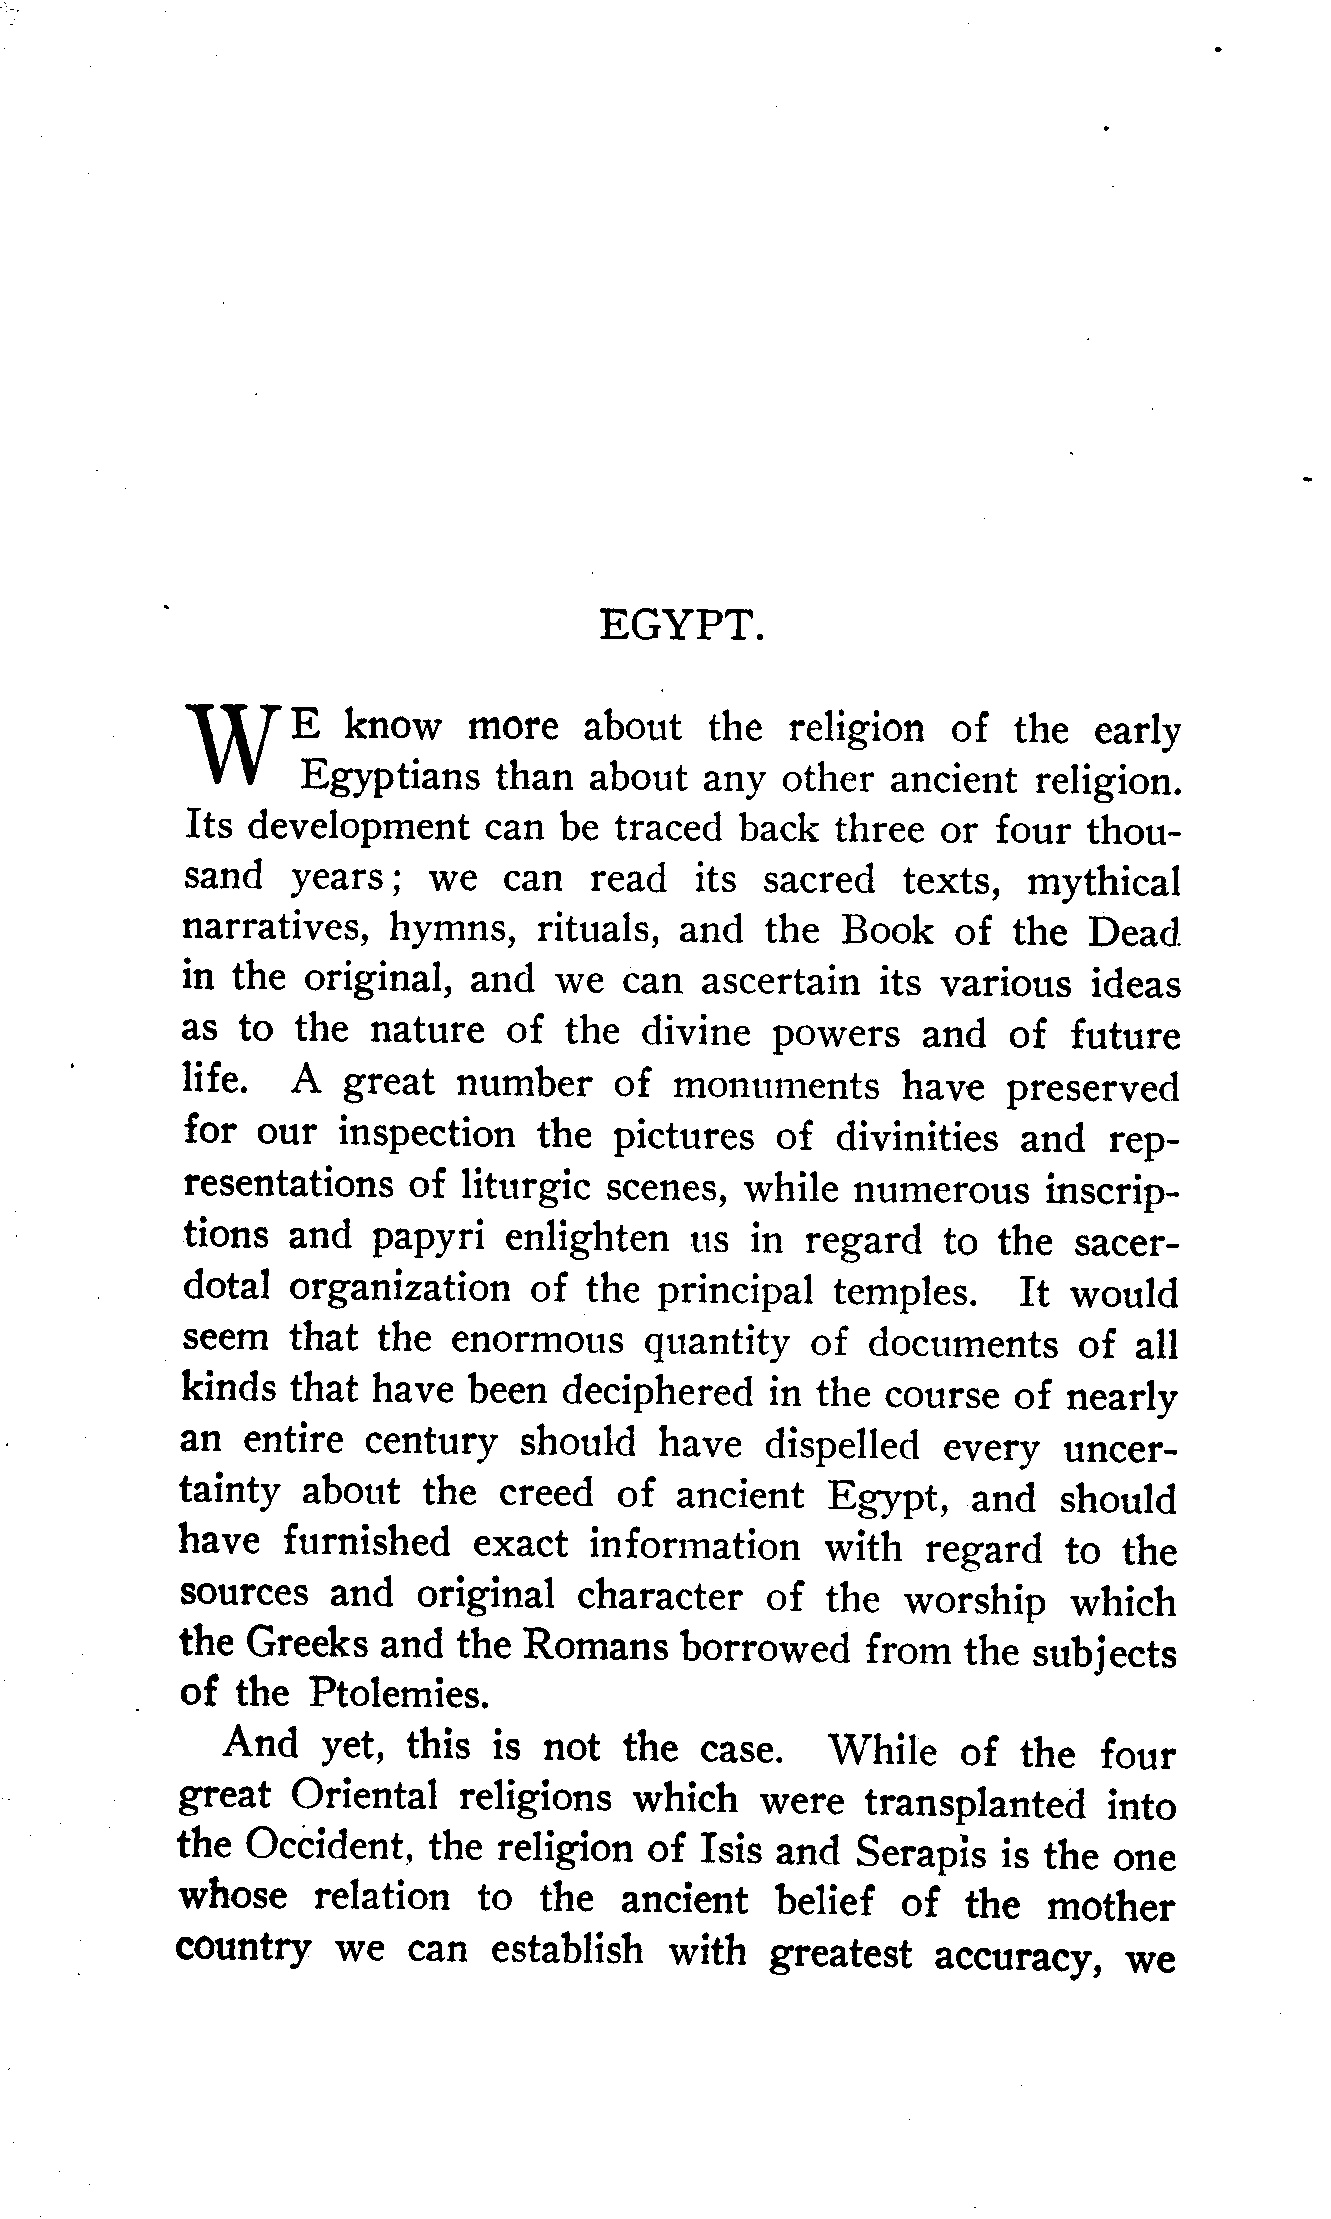 EGYPT.
WE know more about the religion of the early
Egyptians than about any other ancient religion.
Its development can be traced back three or four thou-
sand years; we can read its sacred texts, mythical
narratives, hymns, rituals, and the Book of the Dead
in the original, and we can ascertain its various ideas
as to the nature of the divine powers and of future
life. A great number of monuments have preserved
for our inspection the pictures of divinities and rep-
resentations of liturgic scenes, while numerous inscrip-
tions and papyri enlighten us in regard to the sacer-
dotal organization of the principal temples. It would
seem that the enormous quantity of documents of all
kinds that have been deciphered in the course of nearly
an entire century should have dispelled every uncer-
tainty about the creed of ancient Egypt, and should
have furnished exact information with regard to the
sources and original character of the worship which
the Greeks and the Romans borrowed from the subjects
of the Ptolemies.
And yet, this is not the case. While of the four
great Oriental religions which were transplanted into
the Occident, the religion of Isis and Serapis is the one
whose relation to the ancient belief of the mother
country we can establish with greatest accuracy, we